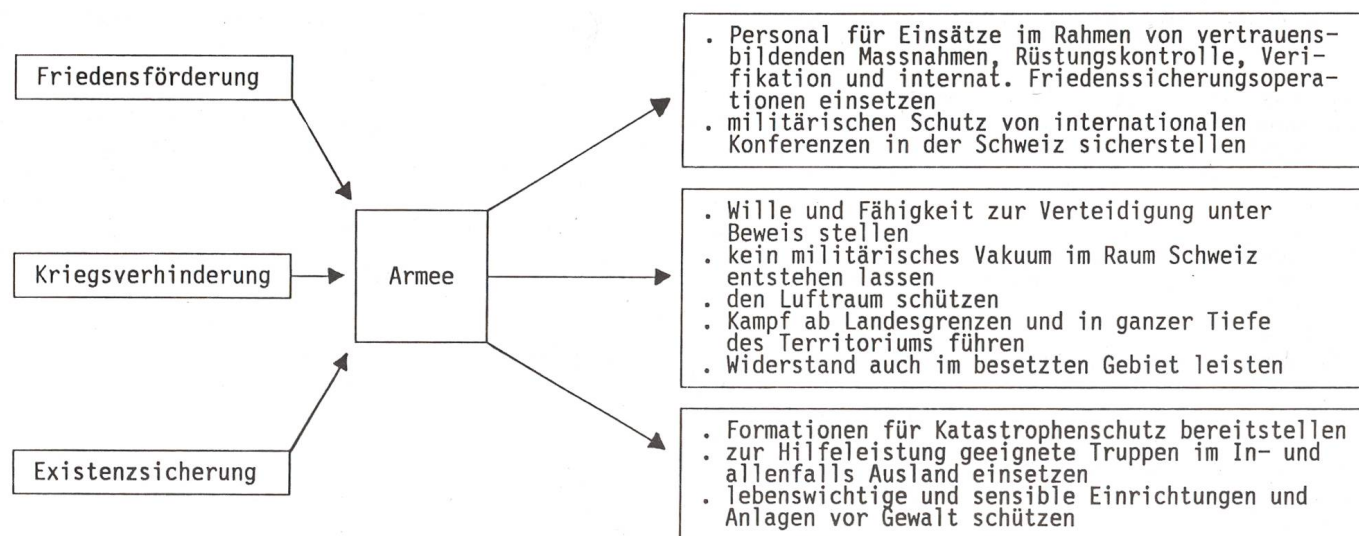 Friedensförderung
Kriegsverhinderung
Existenzsicherung
Armee
. Personal für Einsätze im Rahmen von vertrauens-
bildenden Massnahmen, Rüstungskontrolle, Veri-
fikation und internat. Friedenssicherungsopera-
tionen einsetzen
. militärischen Schutz von internationalen
Konferenzen in der Schweiz sicherstellen
. Wille und Fähigkeit zur Verteidigung unter
Beweis stellen
. kein militärisches Vakuum im Raum Schweiz
entstehen lassen
. den Luftraum schützen
. Kampf ab Landesgrenzen und in ganzer Tiefe
des Territoriums führen
. Widerstand auch im besetzten Gebiet leisten
. Formationen für Katastrophenschutz bereitstellen
. zur Hilfeleistung geeignete Truppen im In- und
allenfalls Ausland einsetzen
. lebenswichtige und sensible Einrichtungen und
Anlagen vor Gewalt schützen